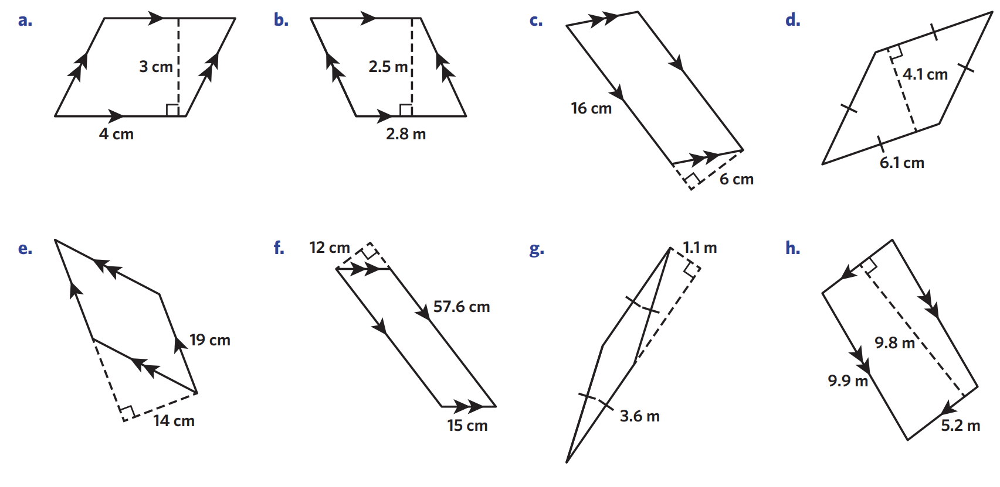 a.
3 cm
4 cm
b.
2.5 m
2.8 m
c.
16 cm
6 cm
d.
4.1 cm
6.1 cm
e.
19 cm
14 cm
f.
12 cm
57.6 cm
15 cm
g.
1.1 m
3.6 m
h.
9.8 m
9.9 m
5.2 m